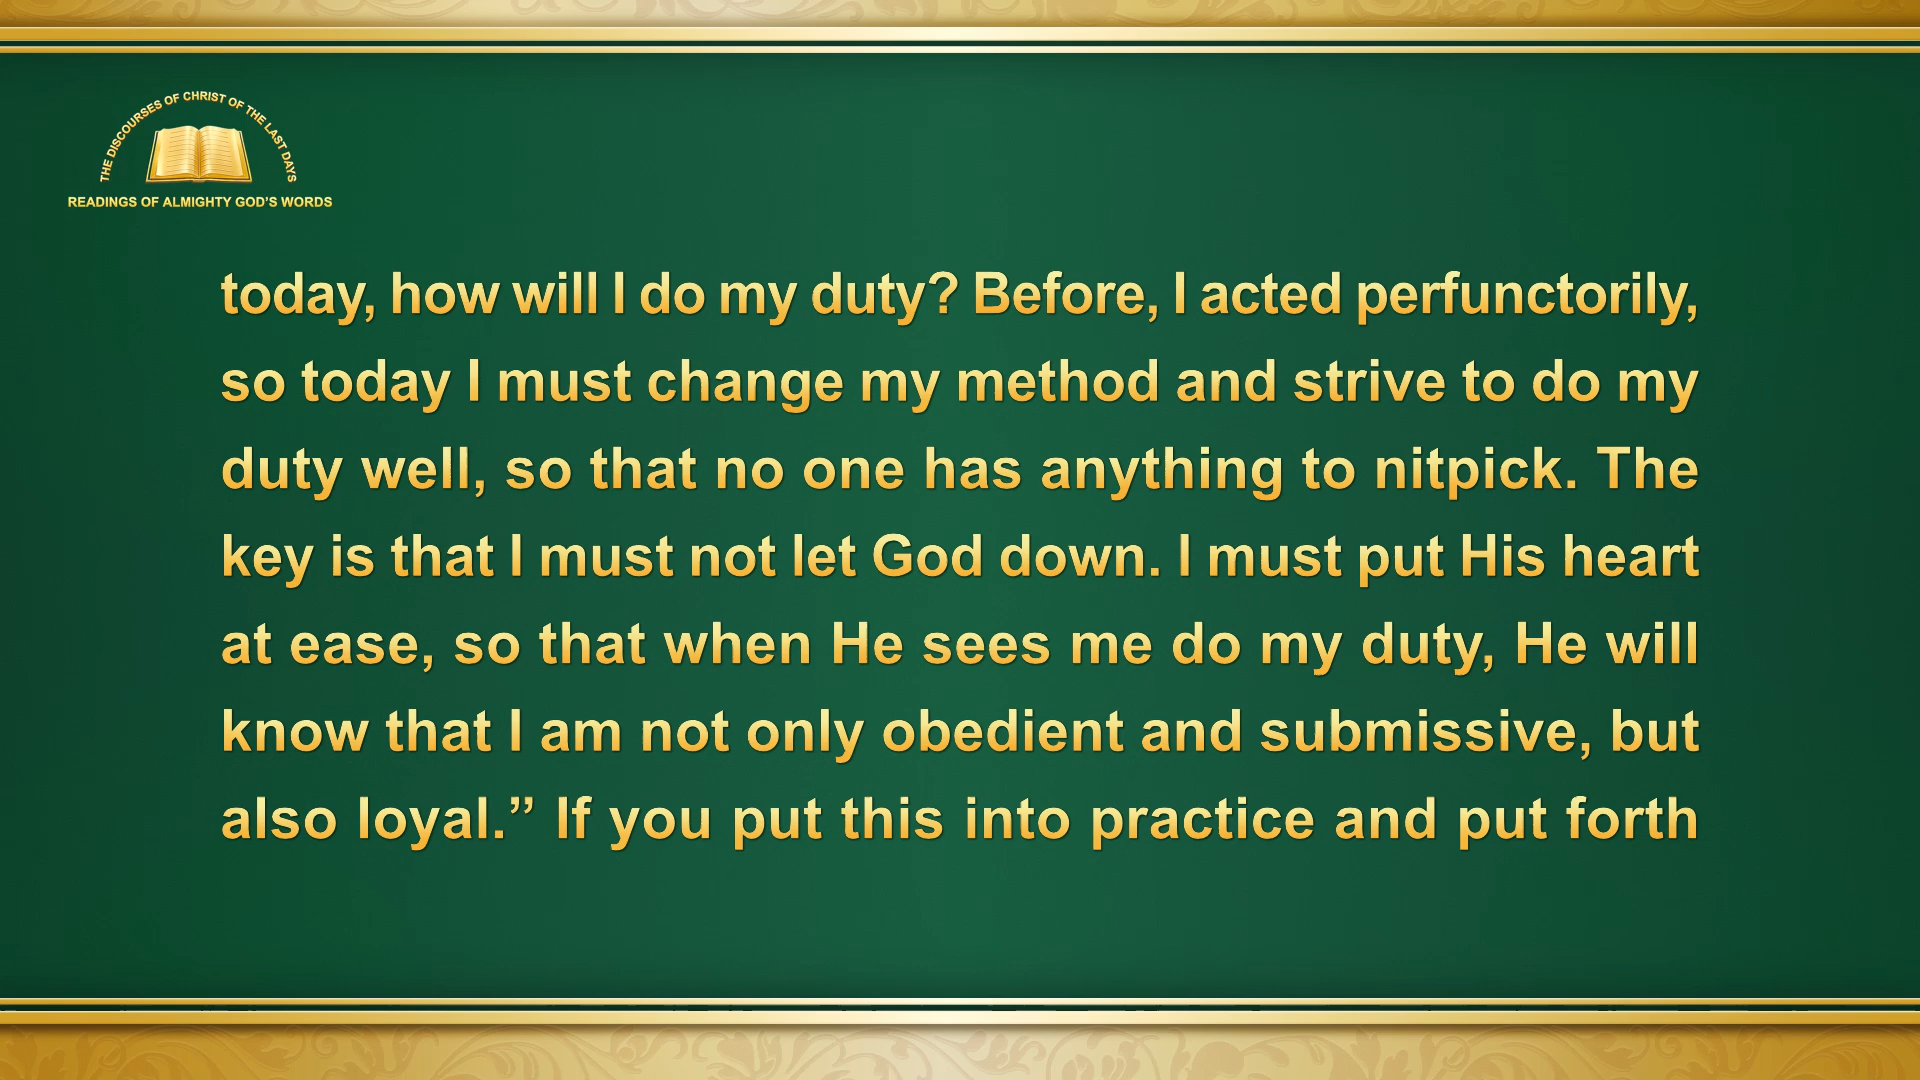 THE DISCOURSES OF CHRIST OF THE LAST DAYS
READINGS OF ALMIGHTY GOD'S WORDS
today, how will I do my duty? Before, I acted perfunctorily,
so today I must change my method and strive to do my
duty well, so that no one has anything to nitpick. The
key is that I must not let God down. I must put His heart
at ease, so that when He sees me do my duty, He will
know that I am not only obedient and submissive, but
also loyal.” If you put this into practice and put forth